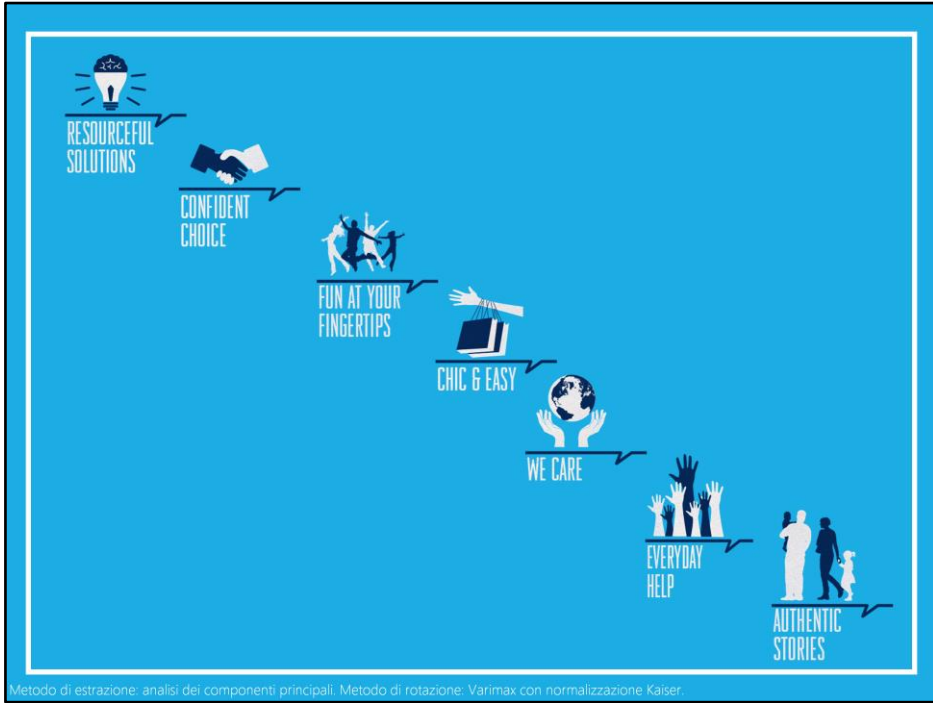 RESOURCEFUL
SOLUTIONS
CONFIDENT
CHOICE
FUN AT YOUR
FINGERTIPS
CHIC & EASY
WE CARE
EVERYDAY
HELP
AUTHENTIC
STORIES
Metodo di estrazione: analisi dei componenti principali. Metodo di rotazione: Varimax con normalizzazione Kaiser.